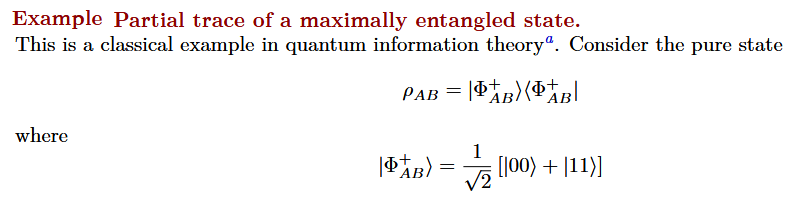 Example Partial trace of a maximally entangled state.
This is a classical example in quantum information theoryᵃ. Consider the pure state
ρ_AB = |Φ⁺_AB⟩⟨Φ⁺_AB|
where
|Φ⁺_AB⟩ = 1/√2 [|00⟩ + |11⟩]